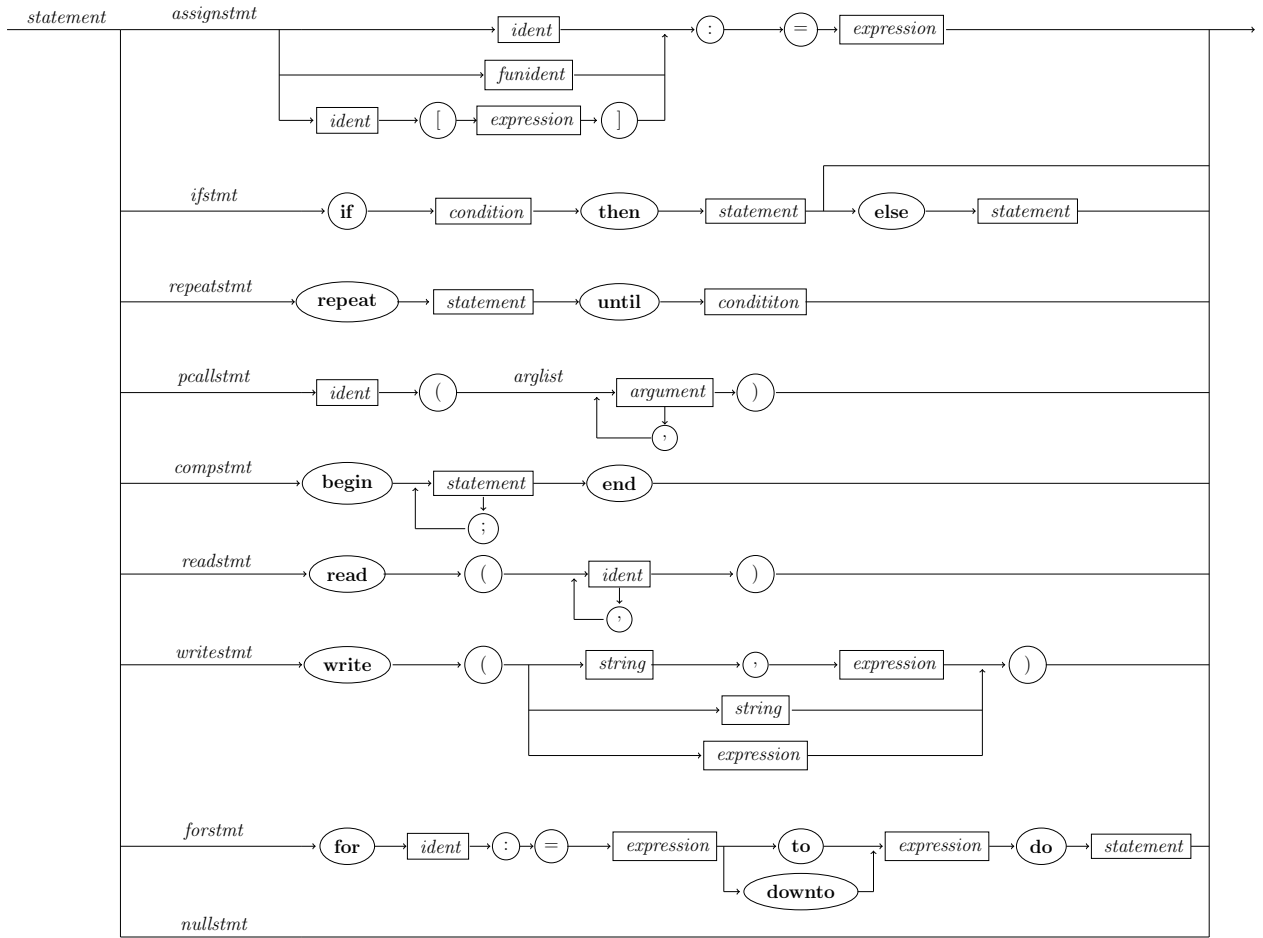 statement assignstmt
ident : = expression
funident
ident [ expression ]
ifstmt if condition then statement else statement
repeatstmt repeat statement until condititon
pcallstmt ident ( arglist argument )
,
compstmt begin statement end
;
readstmt read ( ident )
,
writestmt write ( string , expression )
string
expression
forstmt for ident : = expression to expression do statement
downto
nullstmt